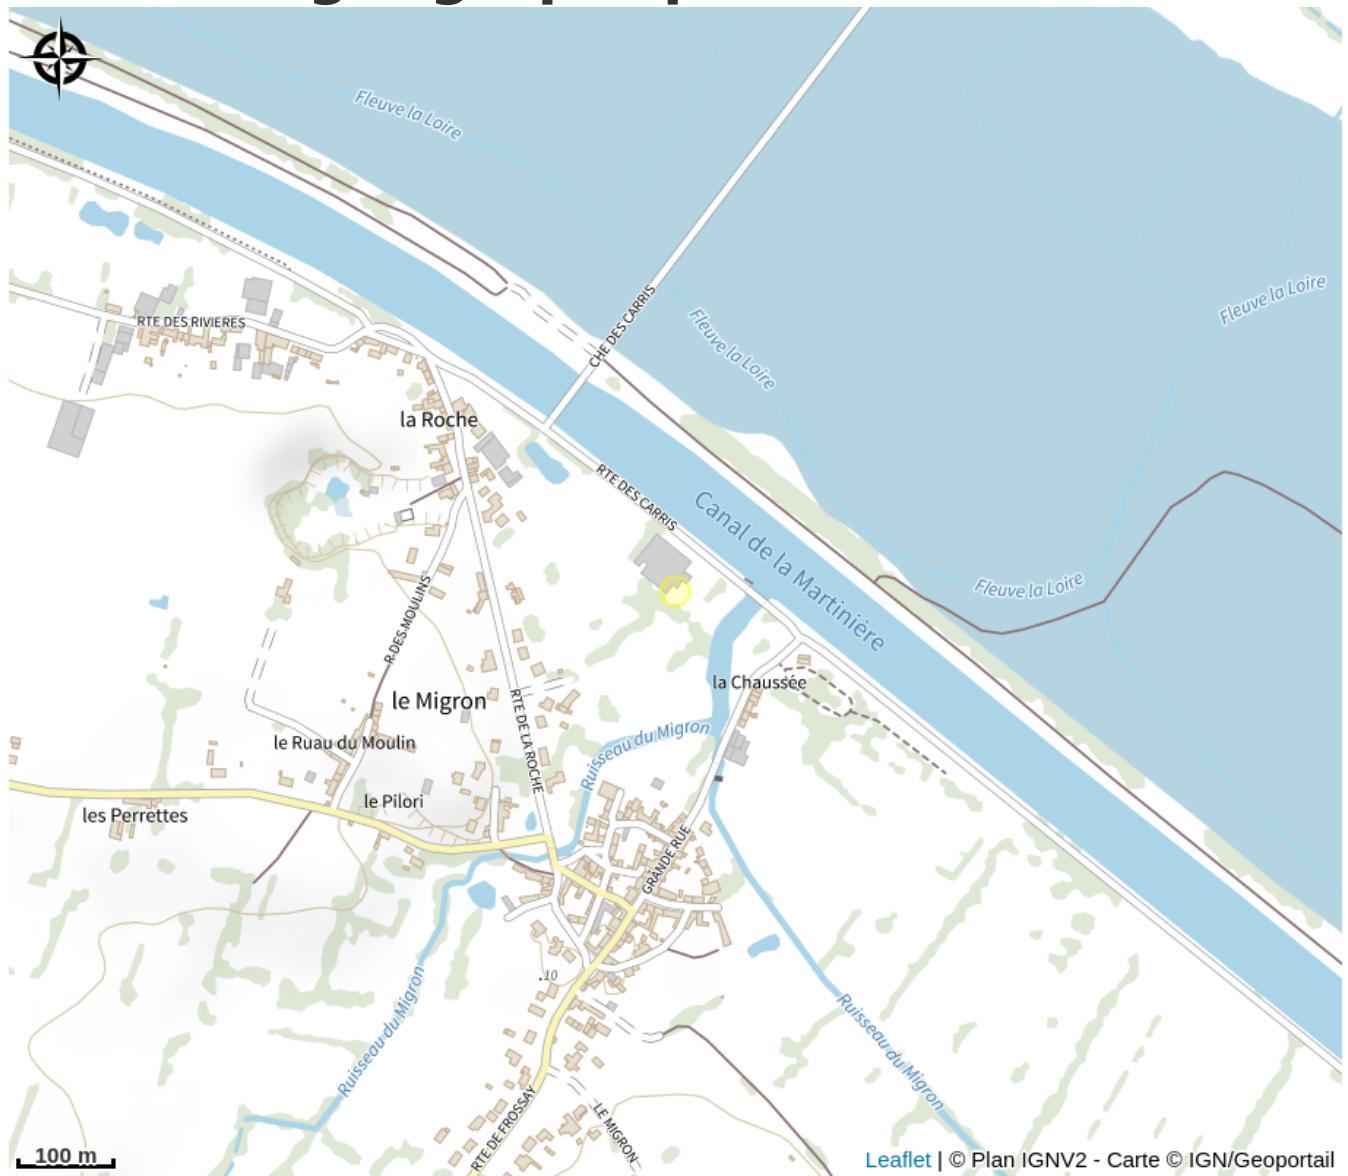 Fleuve la Loire
CHE DES CARRIS
Fleuve la Loire
Fleuve la Loire
RTE DES RIVIERES
la Roche
RTE DES CARRIS
Canal de la Martinière
Fleuve la Loire
R DES MOULINS
la Chaussée
le Migron
RTE DE LA ROCHE
Ruisseau du Migron
le Ruau du Moulin
le Pilori
les Perrettes
GRANDE RUE
.10
Ruisseau du Migron
Ruisseau du Migron
RTE DE FROSSAY
LE MIGRON
100 m
Leaflet | © Plan IGNV2 - Carte © IGN/Geoportail